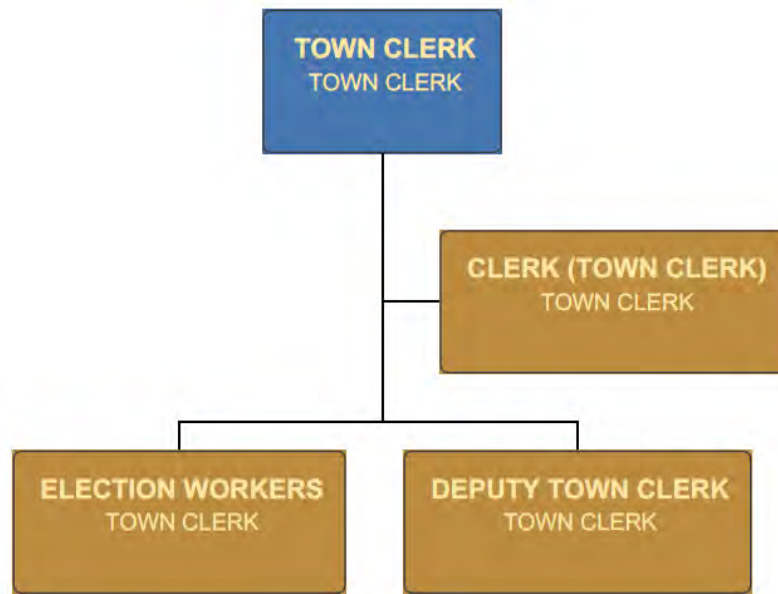 TOWN CLERK
TOWN CLERK
CLERK (TOWN CLERK)
TOWN CLERK
ELECTION WORKERS
TOWN CLERK
DEPUTY TOWN CLERK
TOWN CLERK